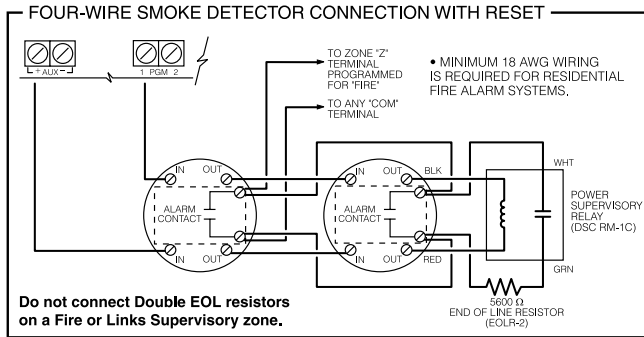 FOUR-WIRE SMOKE DETECTOR CONNECTION WITH RESET
+ AUX -
1 PGM 2
TO ZONE "Z"
TERMINAL
PROGRAMMED
FOR "FIRE"
TO ANY "COM"
TERMINAL
• MINIMUM 18 AWG WIRING
IS REQUIRED FOR RESIDENTIAL
FIRE ALARM SYSTEMS.
IN OUT
IN OUT
BLK
WHT
ALARM
CONTACT
ALARM
CONTACT
POWER
SUPERVISORY
RELAY
(DSC RM-1C)
IN OUT
IN OUT
RED
GRN
5600 Ω
END OF LINE RESISTOR
(EOLR-2)
Do not connect Double EOL resistors
on a Fire or Links Supervisory zone.